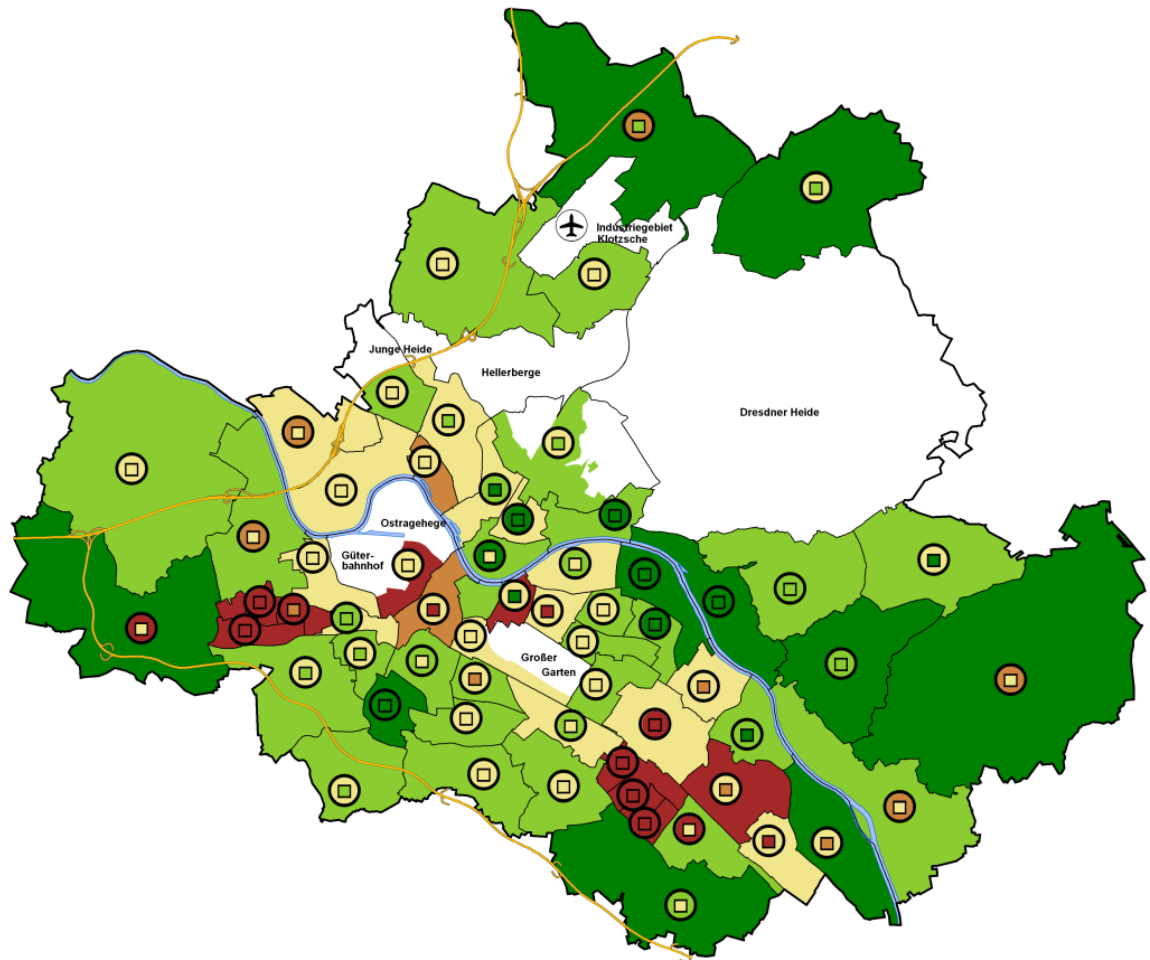 Industriegebiet
Klotzsche
Junge Heide
Hellerberge
Dresdner Heide
Ostragehege
Güter-
bahnhof
Großer
Garten